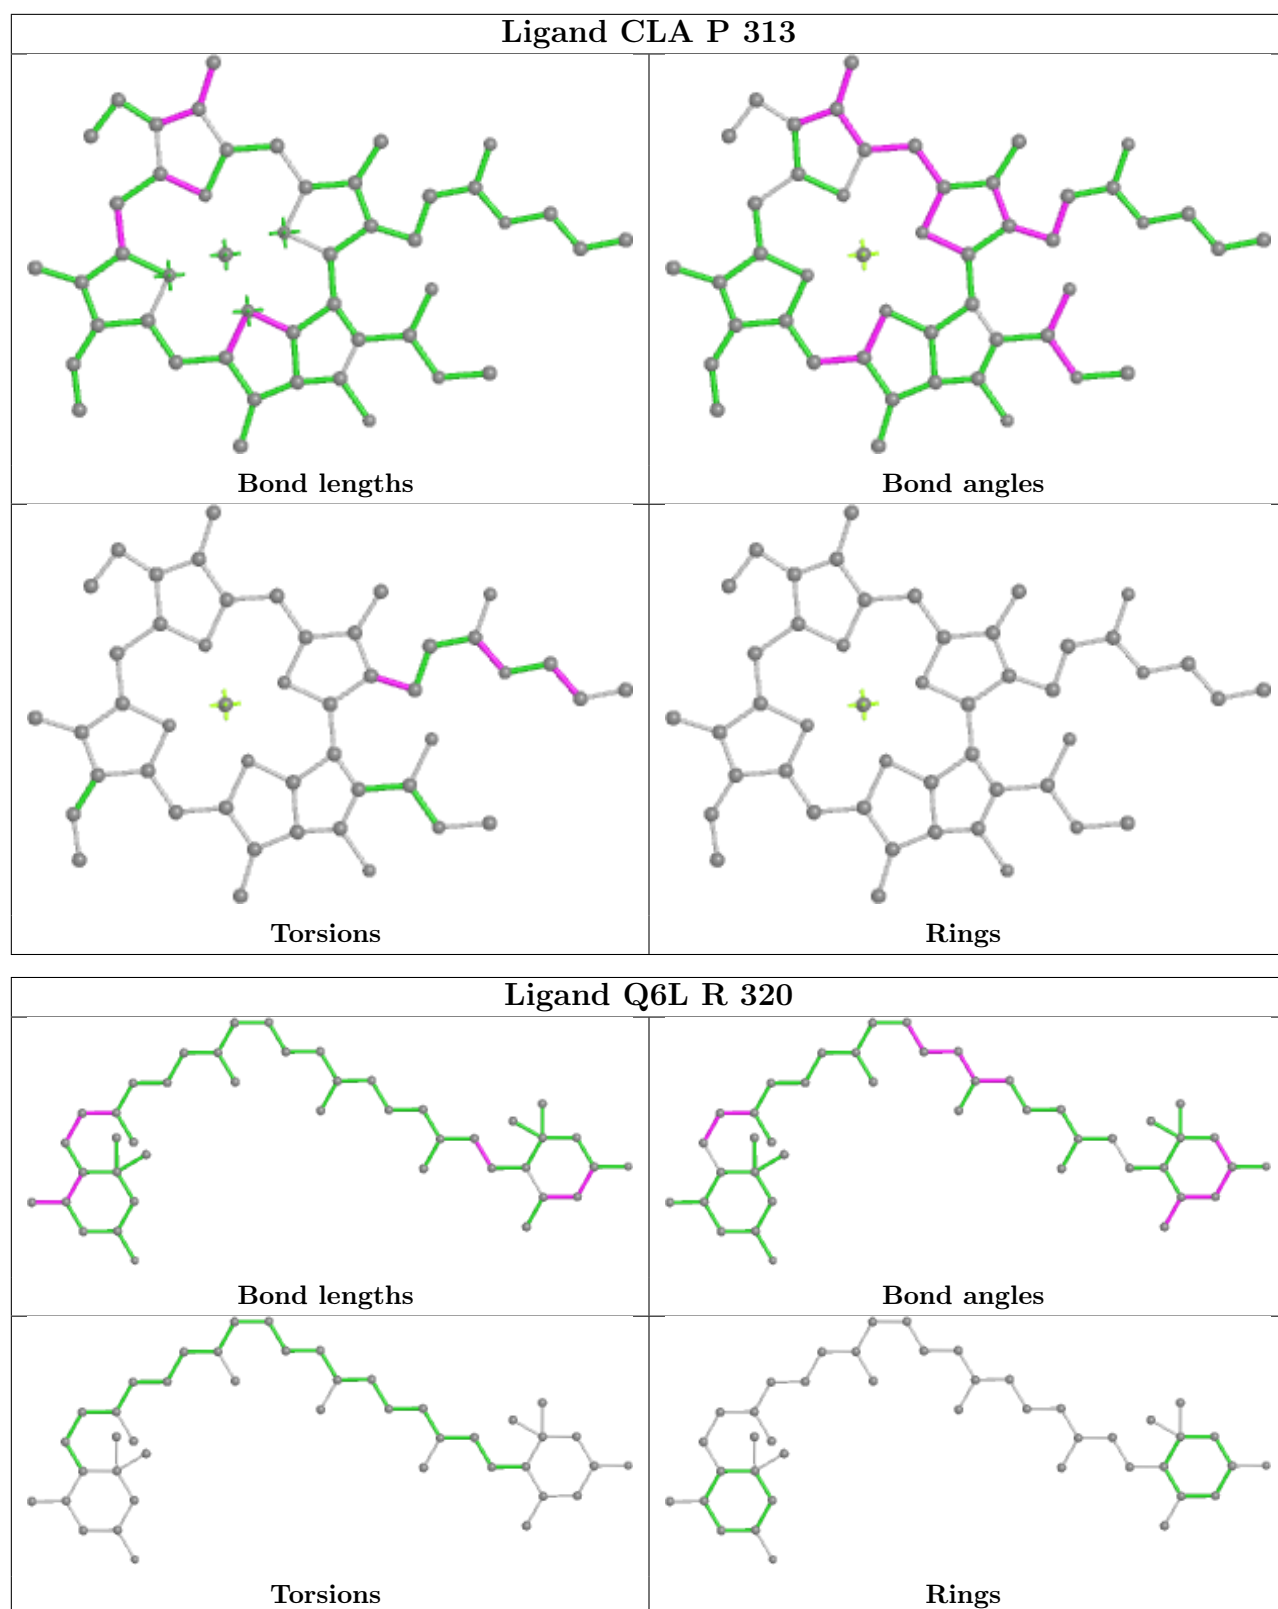 Ligand CLA P 313
Bond lengths
Bond angles
Torsions
Rings
Ligand Q6L R 320
Bond lengths
Bond angles
Torsions
Rings